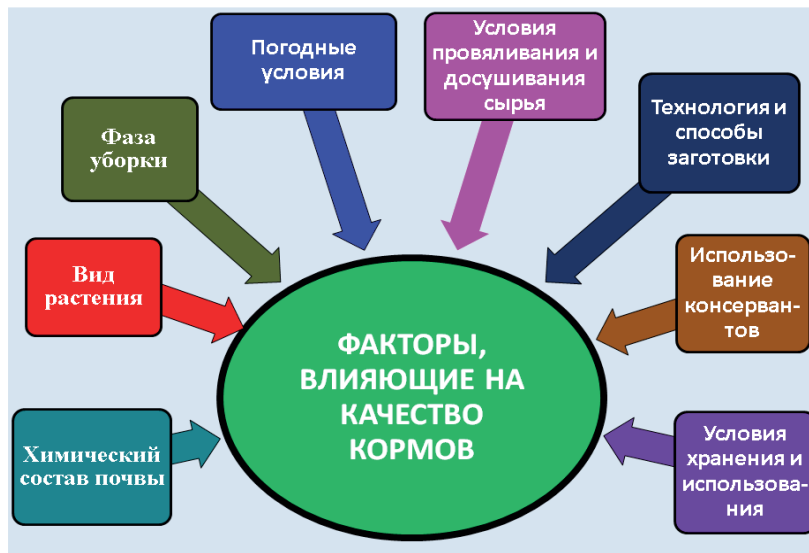 Погодные
условия
Условия
провяливания и
досушивания
сырья
Фаза
уборки
Технология и
способы
заготовки
Вид
растения
Использо-
вание
консерван-
тов
ФАКТОРЫ,
ВЛИЯЮЩИЕ НА
КАЧЕСТВО
КОРМОВ
Химический
состав почвы
Условия
хранения и
использова-
ния